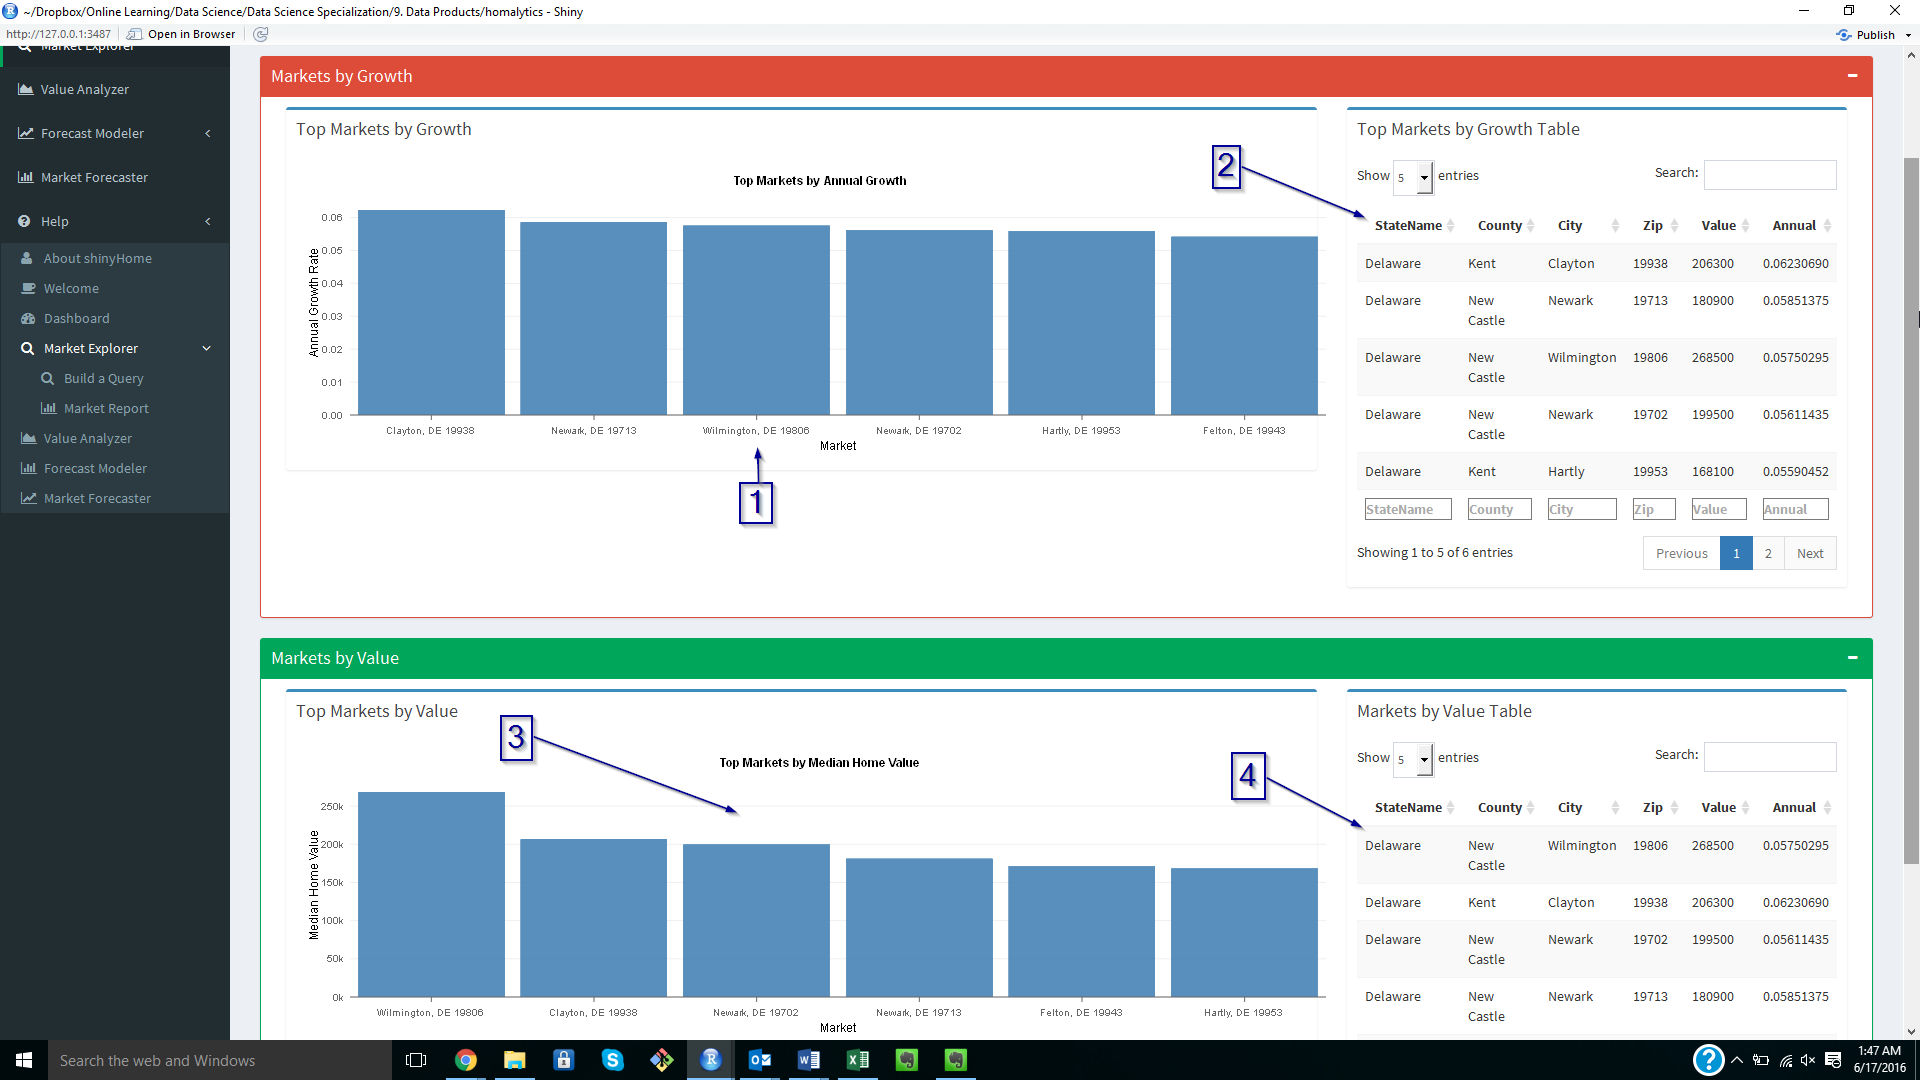 ~/Dropbox/Online Learning/Data Science/Data Science Specialization/9. Data Products/homalytics - Shiny
http://127.0.0.1:3487 Open in Browser Publish
Market Explorer
Value Analyzer
Forecast Modeler
Market Forecaster
Help
About shinyHome
Welcome
Dashboard
Market Explorer
Build a Query
Market Report
Value Analyzer
Forecast Modeler
Market Forecaster
Markets by Growth
Top Markets by Growth
Top Markets by Annual Growth
Annual Growth Rate
0.06
0.05
0.04
0.03
0.02
0.01
0.00
Clayton, DE 19938 Newark, DE 19713 Wilmington, DE 19806 Newark, DE 19702 Hartly, DE 19953 Felton, DE 19943
Market
1
2
Top Markets by Growth Table
Show 5 entries Search:
StateName County City Zip Value Annual
Delaware Kent Clayton 19938 206300 0.06230690
Delaware New Newark 19713 180900 0.05851375
Castle
Delaware New Wilmington 19806 268500 0.05750295
Castle
Delaware New Newark 19702 199500 0.05611435
Castle
Delaware Kent Hartly 19953 168100 0.05590452
StateName County City Zip Value Annual
Showing 1 to 5 of 6 entries Previous 1 2 Next
Markets by Value
Top Markets by Value
3
Top Markets by Median Home Value
Median Home Value
250k
200k
150k
100k
50k
0k
Wilmington, DE 19806 Clayton, DE 19938 Newark, DE 19702 Newark, DE 19713 Felton, DE 19943 Hartly, DE 19953
Market
4
Markets by Value Table
Show 5 entries Search:
StateName County City Zip Value Annual
Delaware New Wilmington 19806 268500 0.05750295
Castle
Delaware Kent Clayton 19938 206300 0.06230690
Delaware New Newark 19702 199500 0.05611435
Castle
Delaware New Newark 19713 180900 0.05851375
Castle
Search the web and Windows
1:47 AM
6/17/2016